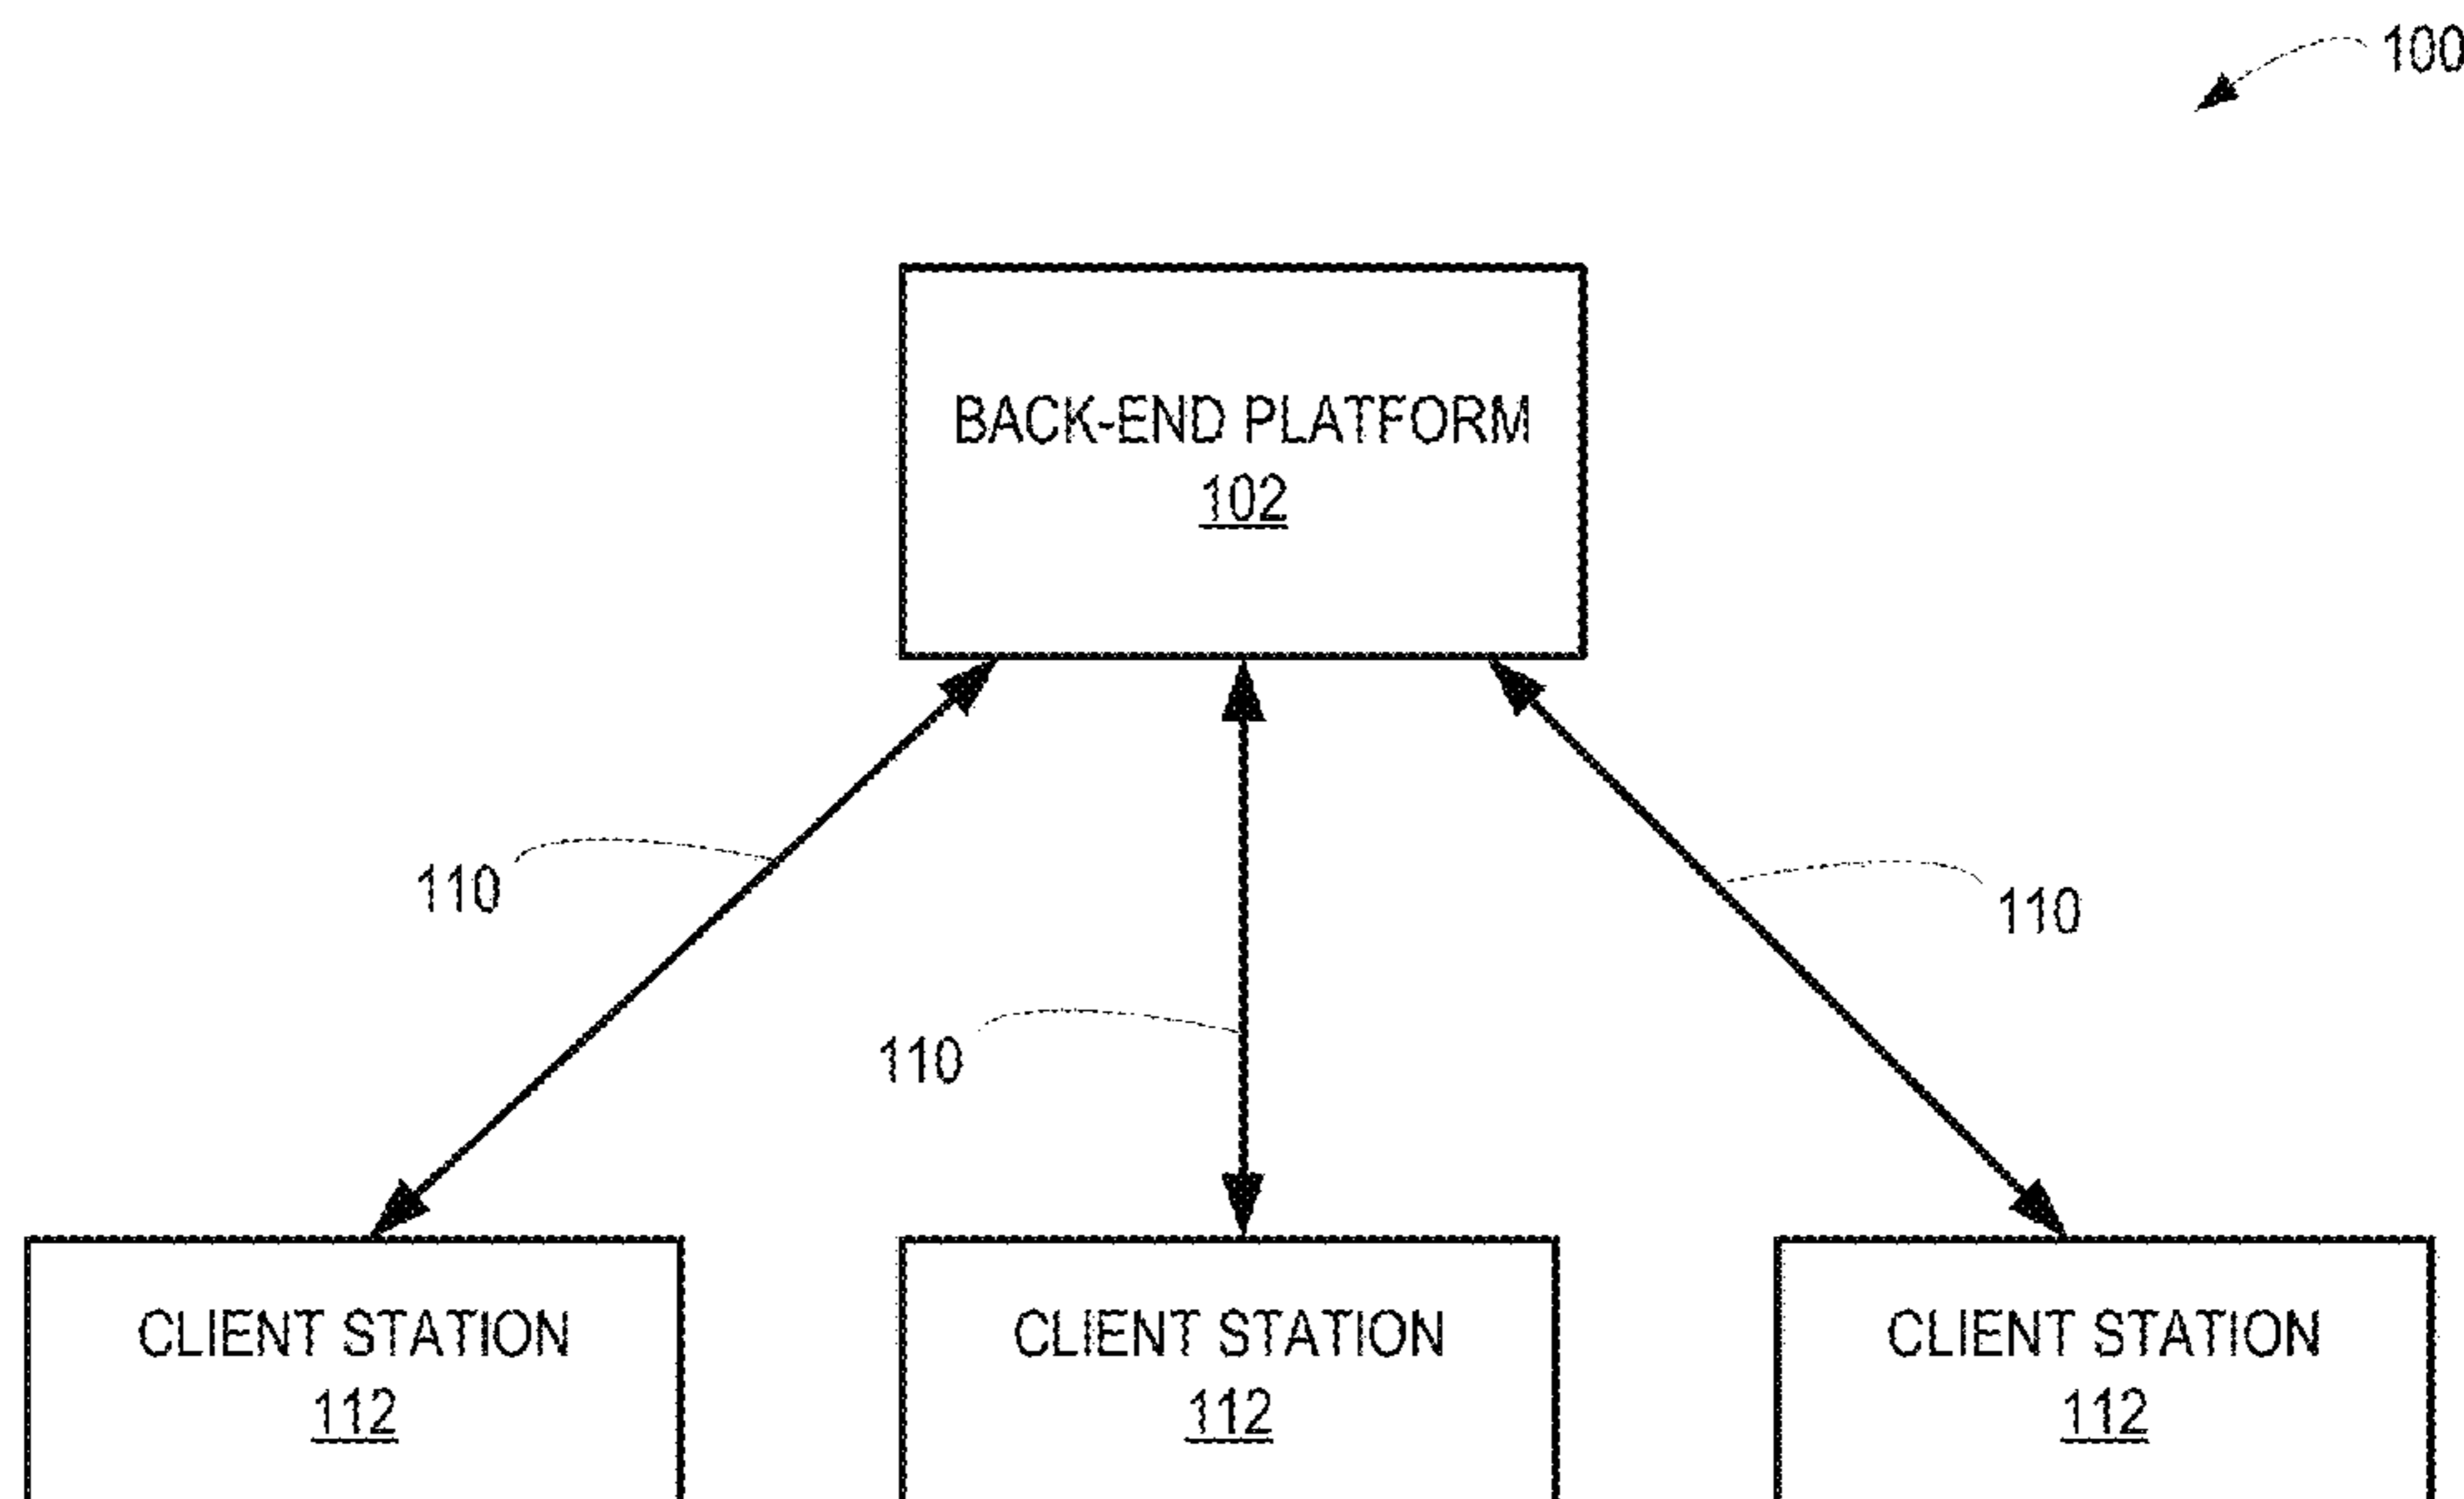 100
BACK-END PLATFORM
102
110
110
110
CLIENT STATION
112
CLIENT STATION
112
CLIENT STATION
112